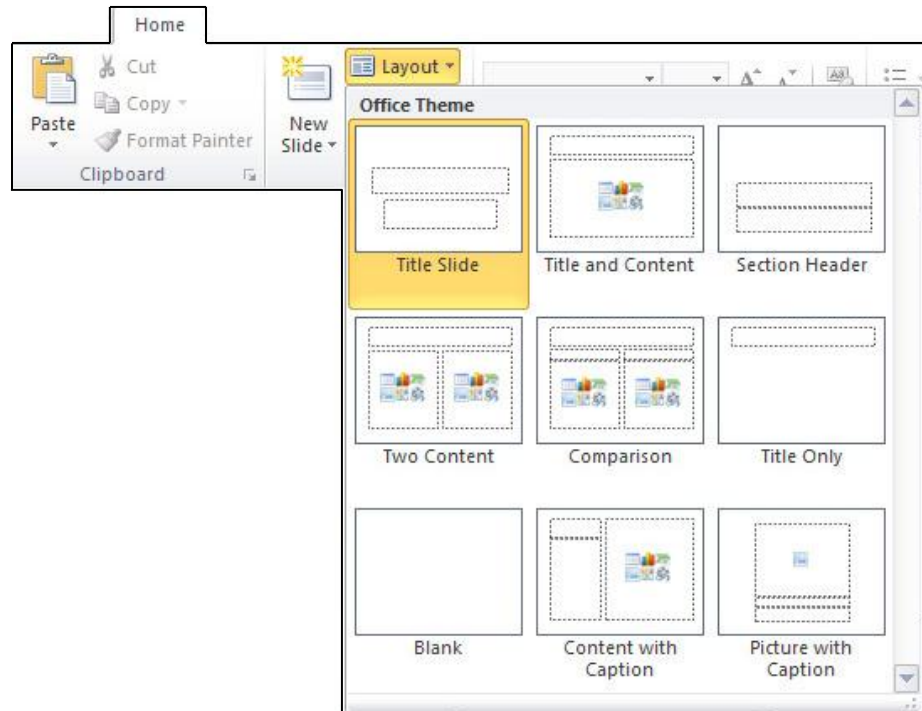 Home
Cut
Layout
Copy
Paste
New
Slide
Format Painter
Clipboard
Office Theme
Title Slide
Title and Content
Section Header
Two Content
Comparison
Title Only
Blank
Content with
Caption
Picture with
Caption